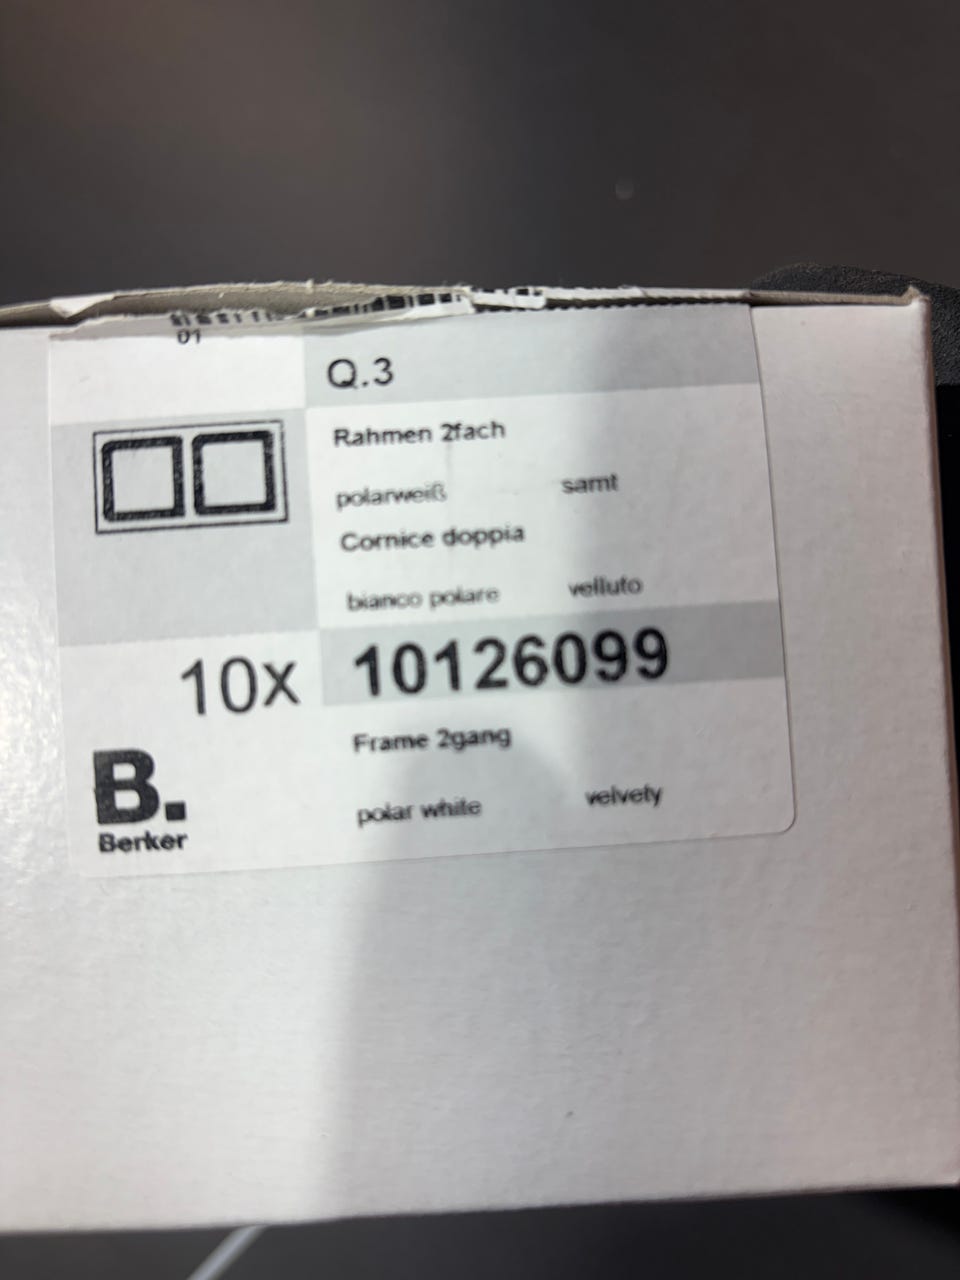 01
Q.3
Rahmen 2fach
polarweiß samt
Cornice doppia
bianco polare velluto
10x 10126099
Frame 2gang
polar white velvety
B.
Berker